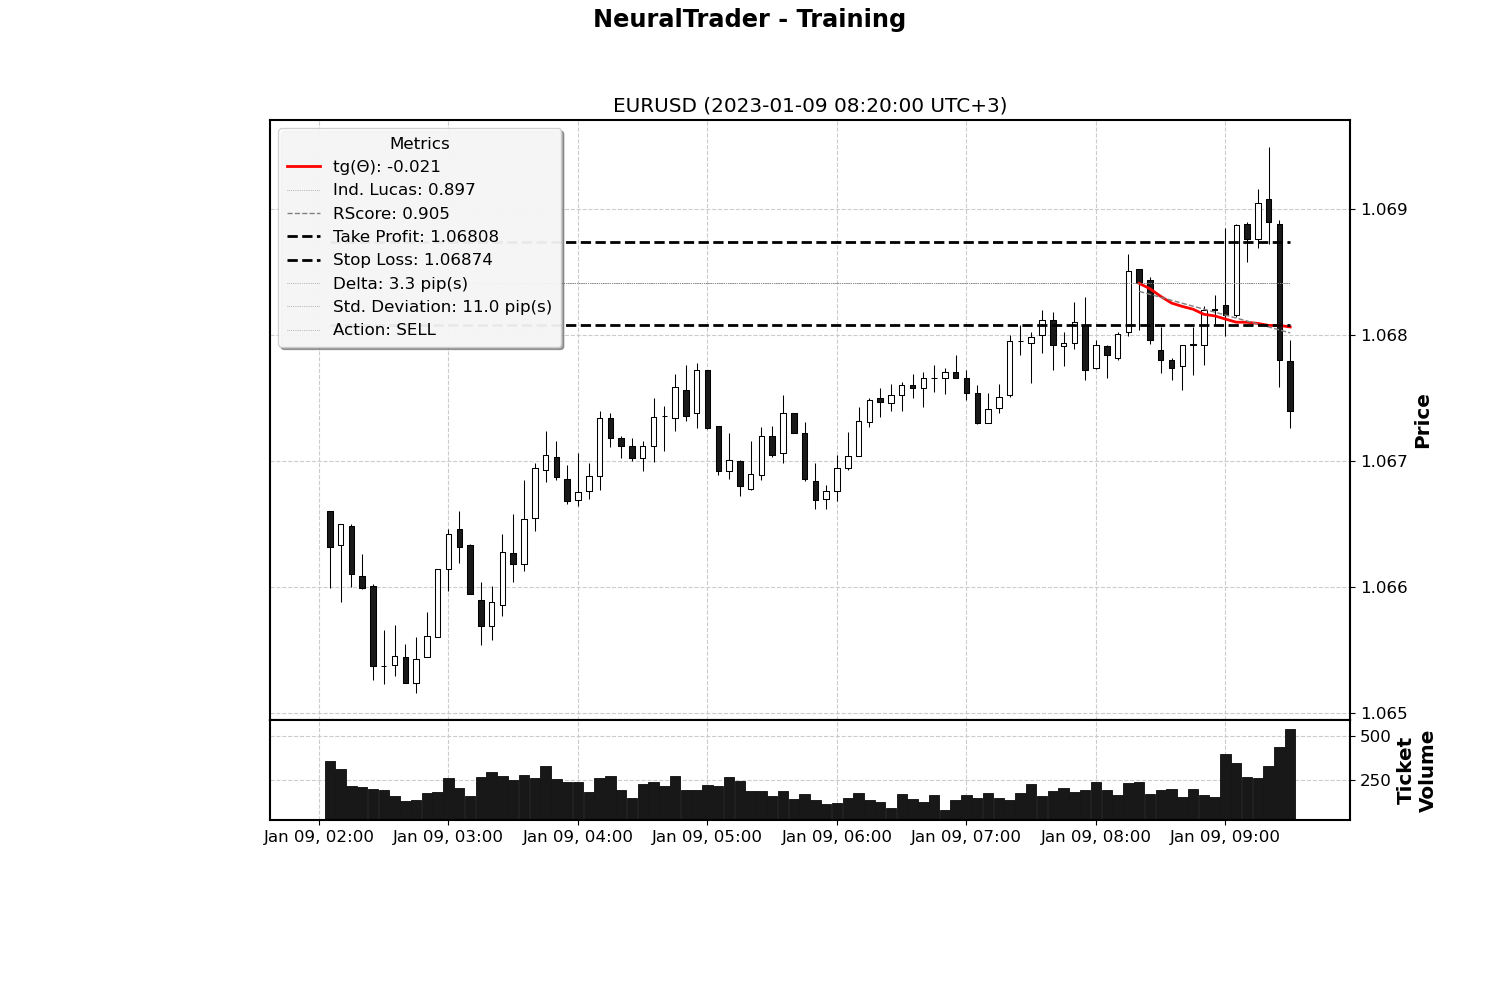 NeuralTrader - Training
EURUSD (2023-01-09 08:20:00 UTC+3)
Metrics
tg(Θ): -0.021
Ind. Lucas: 0.897
RScore: 0.905
Take Profit: 1.06808
Stop Loss: 1.06874
Delta: 3.3 pip(s)
Std. Deviation: 11.0 pip(s)
Action: SELL
1.069
1.068
1.067
1.066
1.065
Price
500
250
Ticket
Volume
Jan 09, 02:00 Jan 09, 03:00 Jan 09, 04:00 Jan 09, 05:00 Jan 09, 06:00 Jan 09, 07:00 Jan 09, 08:00 Jan 09, 09:00